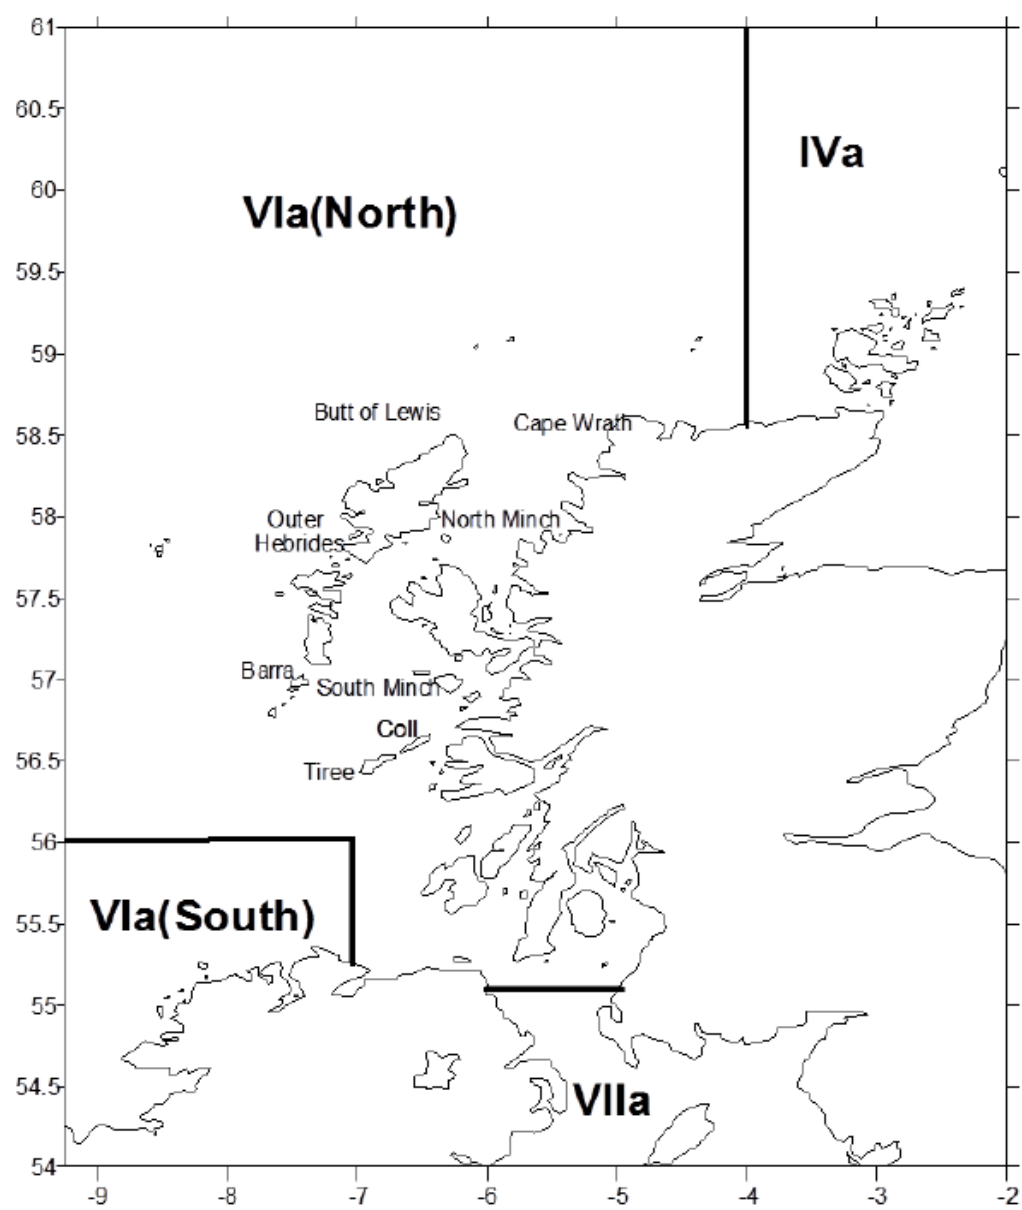 61
60.5
60
59.5
59
58.5
58
57.5
57
56.5
56
55.5
55
54.5
54
IVa
VIa(North)
Butt of Lewis
Cape Wrath
Outer
Hebrides
North Minch
Barra
South Minch
Coll
Tiree
VIa(South)
VIIa
-9
-8
-7
-6
-5
-4
-3
-2